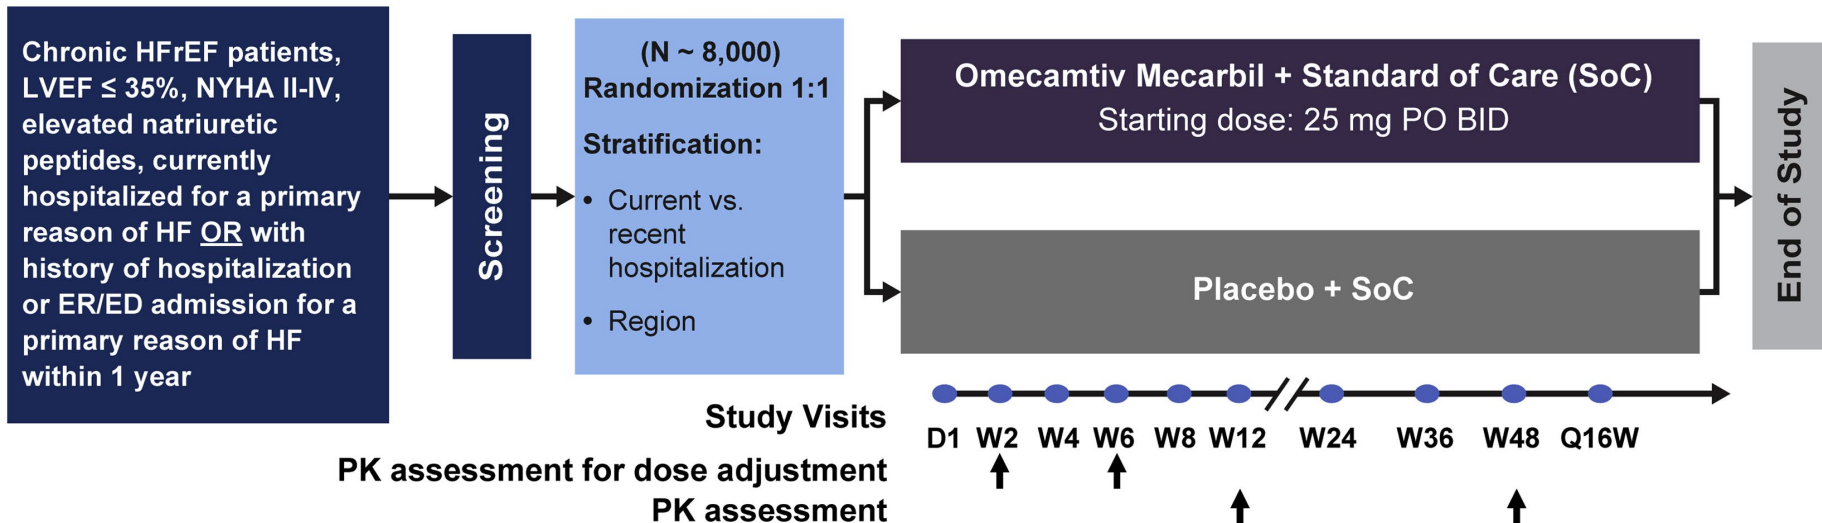 Chronic HFrEF patients,
LVEF ≤ 35%, NYHA II-IV,
elevated natriuretic
peptides, currently
hospitalized for a primary
reason of HF OR with
history of hospitalization
or ER/ED admission for a
primary reason of HF
within 1 year
Screening
(N ~ 8,000)
Randomization 1:1
Stratification:
• Current vs.
recent
hospitalization
• Region
Omecamtiv Mecarbil + Standard of Care (SoC)
Starting dose: 25 mg PO BID
Placebo + SoC
End of Study
Study Visits
D1 W2 W4 W6 W8 W12 W24 W36 W48 Q16W
PK assessment for dose adjustment
PK assessment